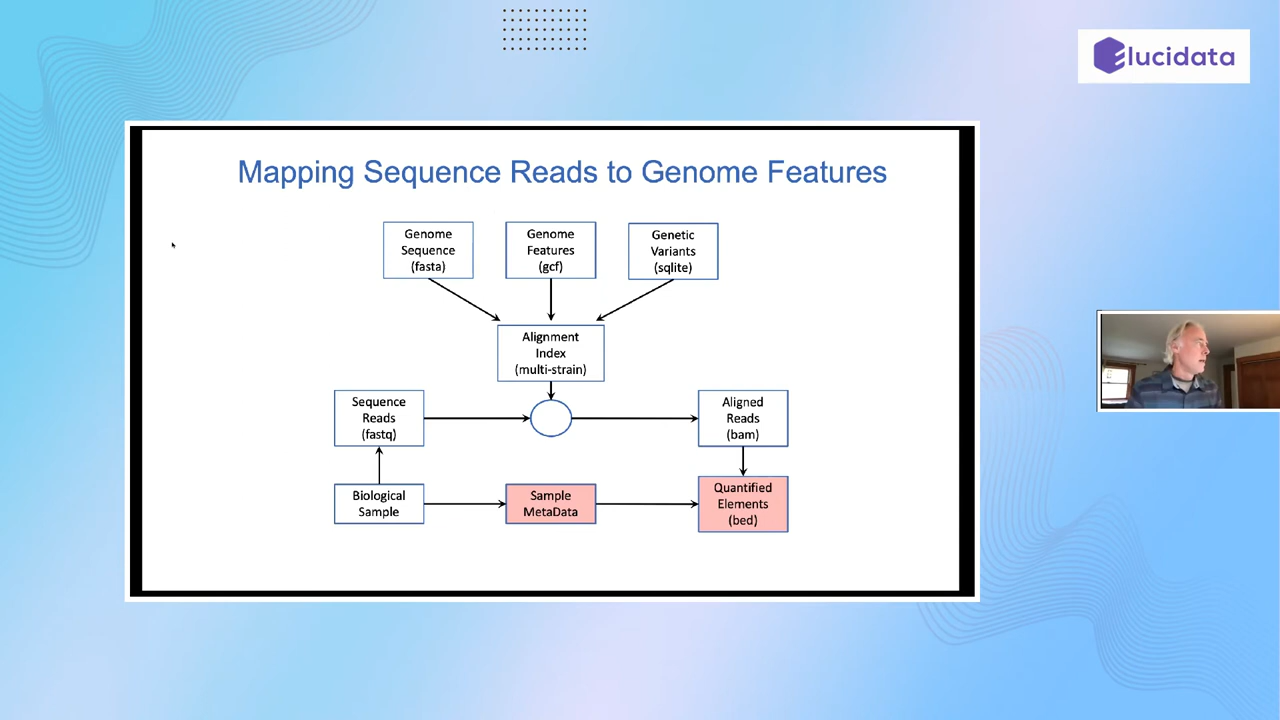 Elucidata
Mapping Sequence Reads to Genome Features
Genome
Sequence
(fasta)
Genome
Features
(gcf)
Genetic
Variants
(sqlite)
Alignment
Index
(multi-strain)
Sequence
Reads
(fastq)
Aligned
Reads
(bam)
Biological
Sample
Sample
MetaData
Quantified
Elements
(bed)